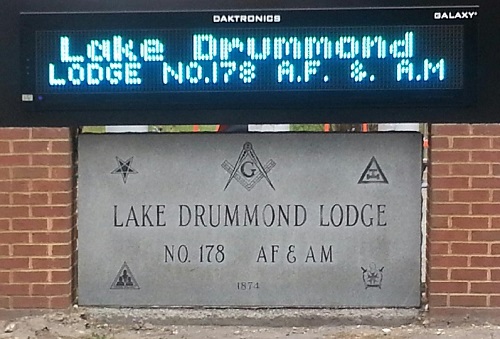 DAKTRONICS GALAXY®
Lake Drummond
LODGE NO.178 A.F. &. A.M
G
LAKE DRUMMOND LODGE
NO. 178 AF & AM
1874